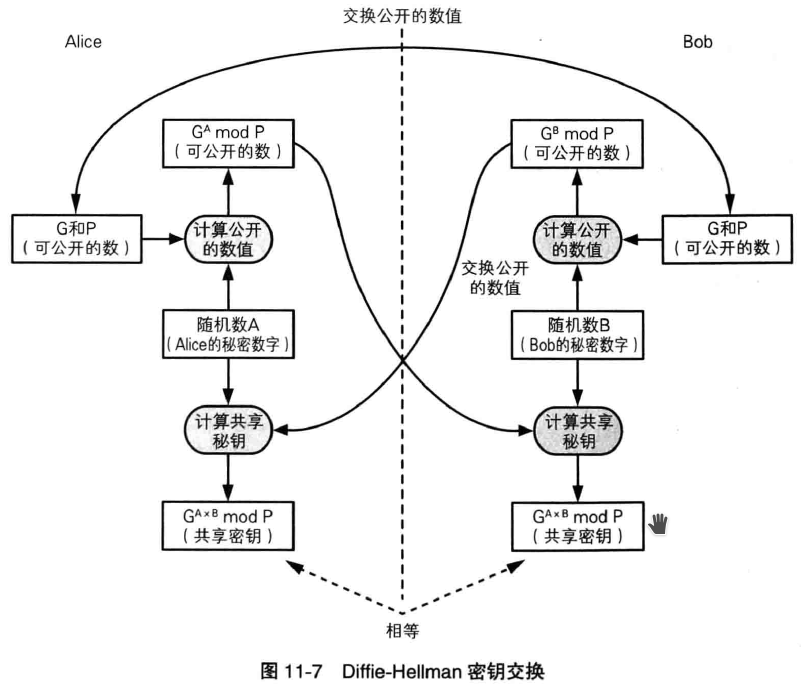 交换公开的数值
Alice
Bob
G^A mod P
（可公开的数）
G^B mod P
（可公开的数）
G和P
（可公开的数）
计算公开
的数值
计算公开
的数值
G和P
（可公开的数）
交换公开
的数值
随机数A
（Alice的秘密数字）
随机数B
（Bob的秘密数字）
计算共享
秘钥
计算共享
秘钥
G^A×B mod P
（共享密钥）
G^A×B mod P
（共享密钥）
相等
图 11-7 Diffie-Hellman 密钥交换